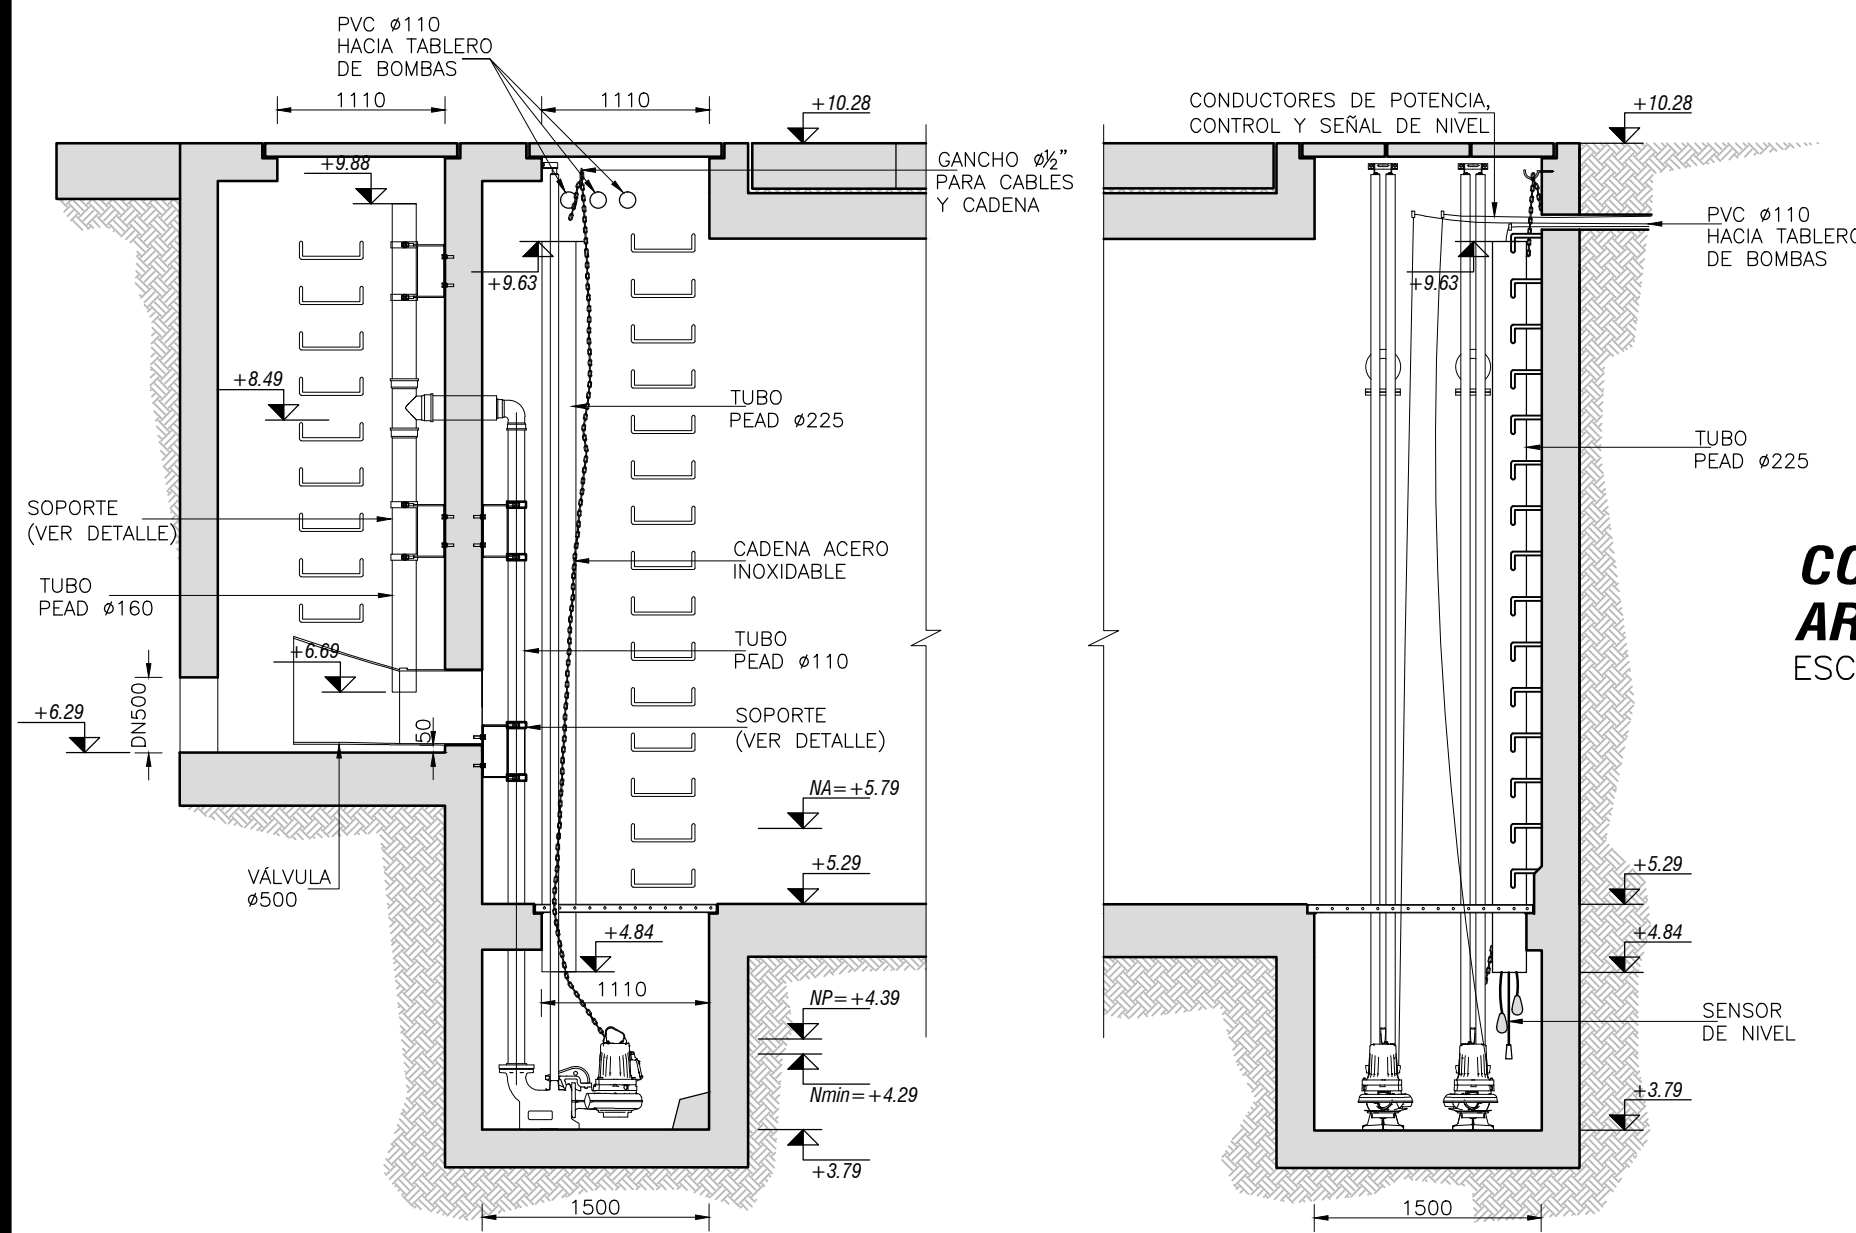 PVC ø110
HACIA TABLERO
DE BOMBAS
1110
1110
+10.28
CONDUCTORES DE POTENCIA,
CONTROL Y SEÑAL DE NIVEL
+10.28
+9.88
GANCHO ø½"
PARA CABLES
Y CADENA
PVC ø110
HACIA TABLERO
DE BOMBAS
+9.63
+9.63
+8.49
TUBO
PEAD ø225
TUBO
PEAD ø225
SOPORTE
(VER DETALLE)
CADENA ACERO
INOXIDABLE
TUBO
PEAD ø160
CO
AR
ESC
+6.69
TUBO
PEAD ø110
+6.29
DN500
50
SOPORTE
(VER DETALLE)
NA=+5.79
VÁLVULA
ø500
+5.29
+5.29
+4.84
+4.84
1110
NP=+4.39
SENSOR
DE NIVEL
Nmin=+4.29
+3.79
+3.79
1500
1500